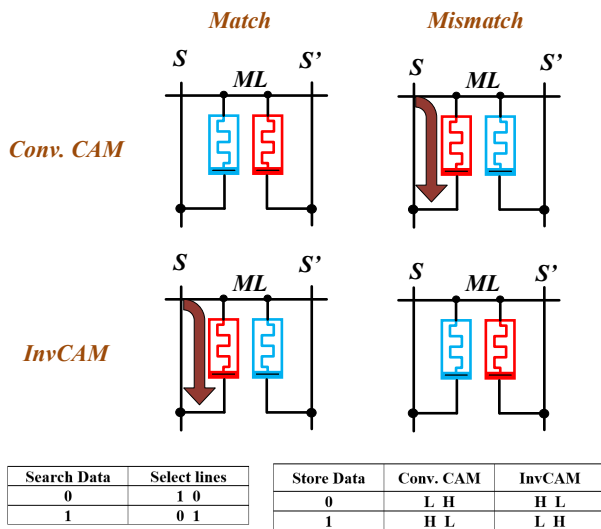 Match Mismatch
S S' S S'
ML ML
Conv. CAM
S S' S S'
ML ML
InvCAM
Search Data Select lines
0 1 0
1 0 1
Store Data Conv. CAM InvCAM
0 L H H L
1 H L L H